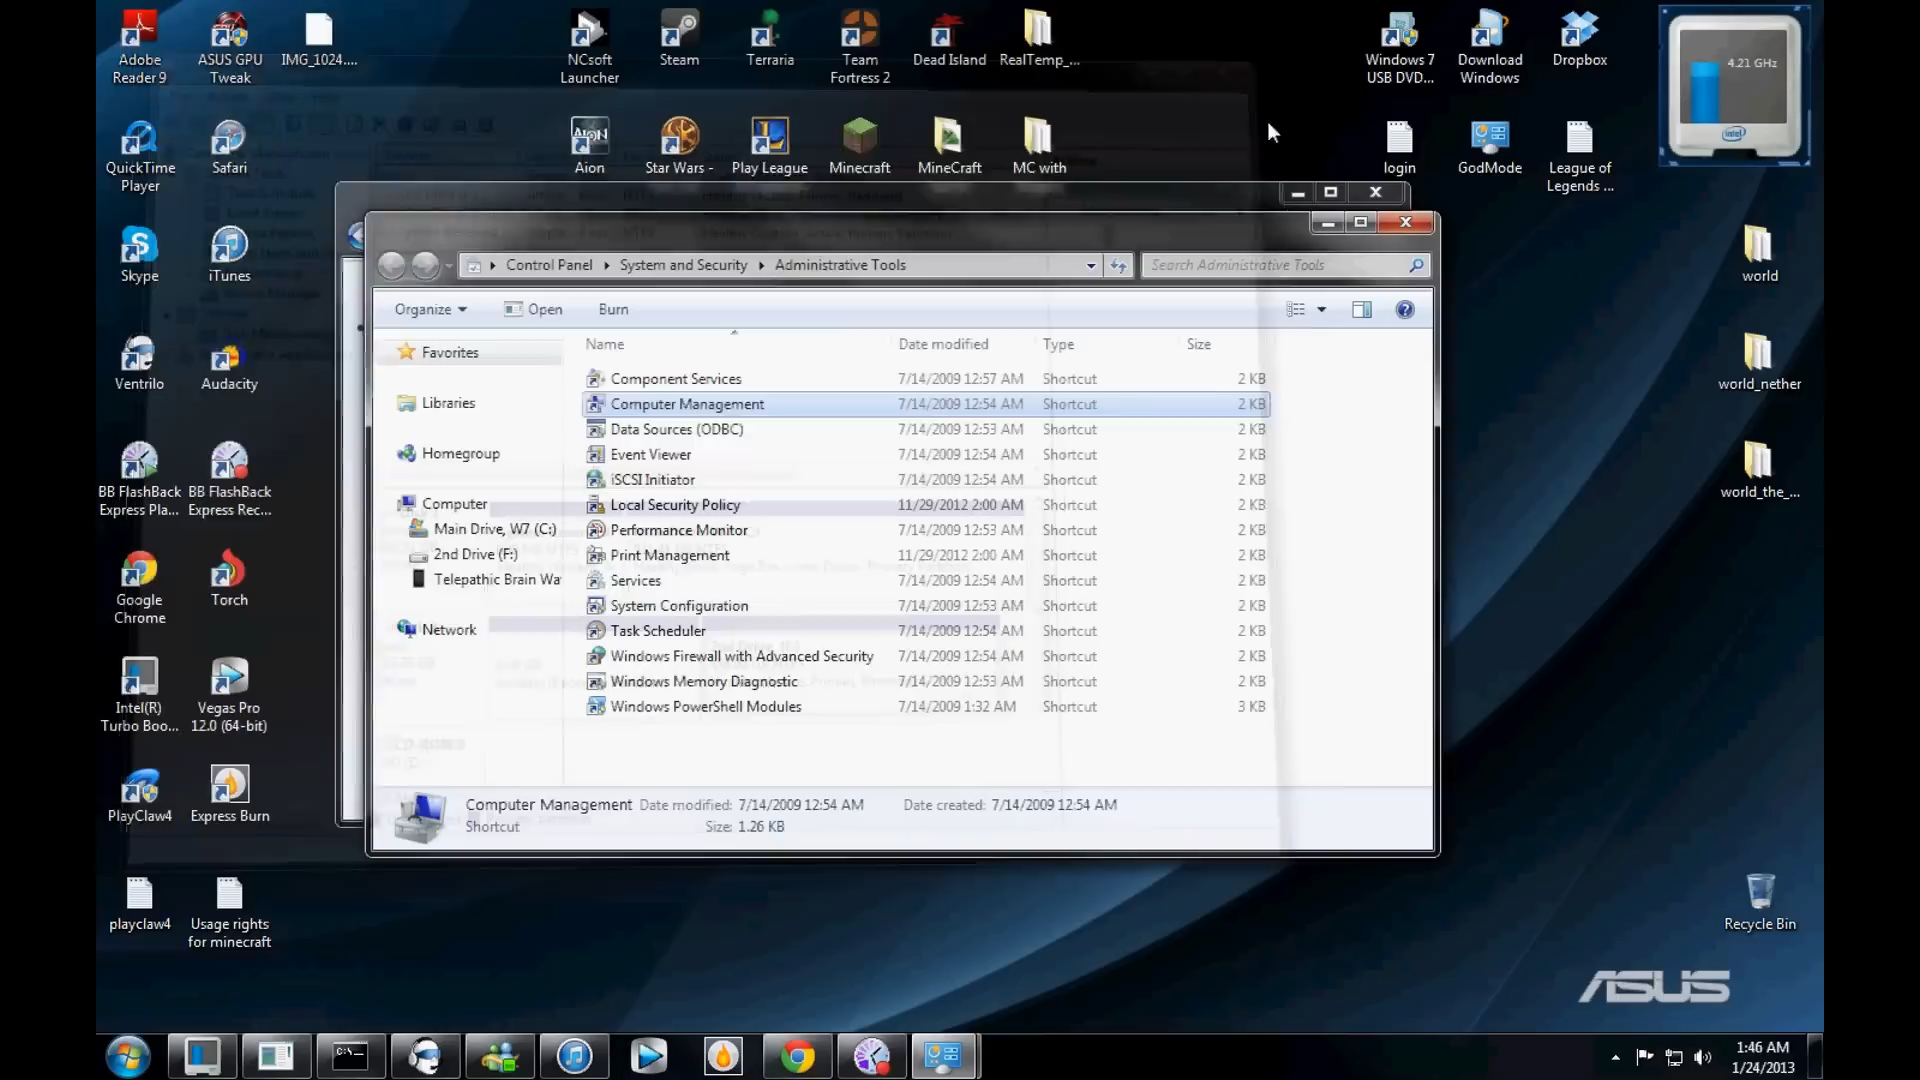 Adobe
Reader 9
ASUS GPU
Tweak
IMG_1024....
NCsoft
Launcher
Steam
Terraria
Team
Fortress 2
Dead Island
RealTemp_...
Windows 7
USB DVD...
Download
Windows
Dropbox
4.21 GHz
intel
QuickTime
Player
Safari
AION
Aion
Star Wars -
Play League
Minecraft
MineCraft
MC with
login
GodMode
League of
Legends ...
Skype
iTunes
world
Control Panel
System and Security
Administrative Tools
Search Administrative Tools
Organize
Open
Burn
Ventrilo
Audacity
world_nether
Favorites
Libraries
Homegroup
Computer
Main Drive, W7 (C:)
2nd Drive (F:)
Telepathic Brain Wa
Network
Name Date modified Type Size
Component Services 7/14/2009 12:57 AM Shortcut 2 KB
Computer Management 7/14/2009 12:54 AM Shortcut 2 KB
Data Sources (ODBC) 7/14/2009 12:53 AM Shortcut 2 KB
Event Viewer 7/14/2009 12:54 AM Shortcut 2 KB
iSCSI Initiator 7/14/2009 12:54 AM Shortcut 2 KB
Local Security Policy 11/29/2012 2:00 AM Shortcut 2 KB
Performance Monitor 7/14/2009 12:53 AM Shortcut 2 KB
Print Management 11/29/2012 2:00 AM Shortcut 2 KB
Services 7/14/2009 12:54 AM Shortcut 2 KB
System Configuration 7/14/2009 12:53 AM Shortcut 2 KB
Task Scheduler 7/14/2009 12:54 AM Shortcut 2 KB
Windows Firewall with Advanced Security 7/14/2009 12:54 AM Shortcut 2 KB
Windows Memory Diagnostic 7/14/2009 12:53 AM Shortcut 2 KB
Windows PowerShell Modules 7/14/2009 1:32 AM Shortcut 3 KB
Computer Management Date modified: 7/14/2009 12:54 AM Date created: 7/14/2009 12:54 AM
Shortcut Size: 1.26 KB
BB FlashBack
Express Pla...
BB FlashBack
Express Rec...
world_the_...
Google
Chrome
Torch
Intel(R)
Turbo Boo...
Vegas Pro
12.0 (64-bit)
PlayClaw4
Express Burn
playclaw4
Usage rights
for minecraft
Recycle Bin
ASUS
C:\_
1:46 AM
1/24/2013